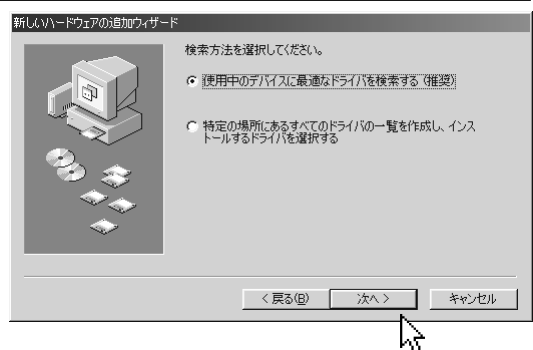 新しいハードウェアの追加ウィザード
検索方法を選択してください。
使用中のデバイスに最適なドライバを検索する（推奨）
特定の場所にあるすべてのドライバの一覧を作成し、インス
トールするドライバを選択する
< 戻る(B)
次へ >
キャンセル